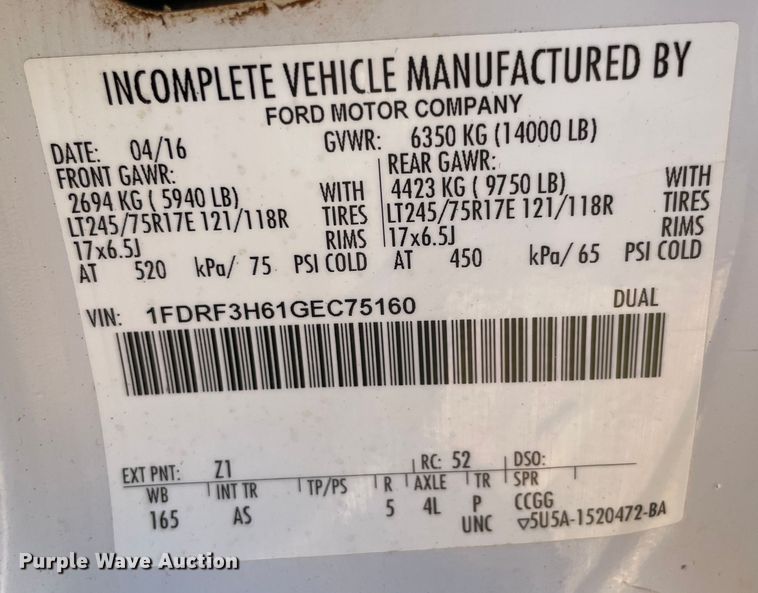 INCOMPLETE VEHICLE MANUFACTURED BY
FORD MOTOR COMPANY
DATE: 04/16 GVWR: 6350 KG (14000 LB)
FRONT GAWR: REAR GAWR:
2694 KG ( 5940 LB) WITH 4423 KG ( 9750 LB) WITH
LT245/75R17E 121/118R TIRES LT245/75R17E 121/118R TIRES
17x6.5J RIMS 17x6.5J RIMS
AT 520 kPa/ 75 PSI COLD AT 450 kPa/ 65 PSI COLD
VIN: 1FDRF3H61GEC75160 DUAL
EXT PNT: Z1 RC: 52 DSO:
WB INT TR TP/PS R AXLE TR SPR
165 AS 5 4L P CCGG
UNC ▽5U5A-1520472-BA
Purple Wave Auction